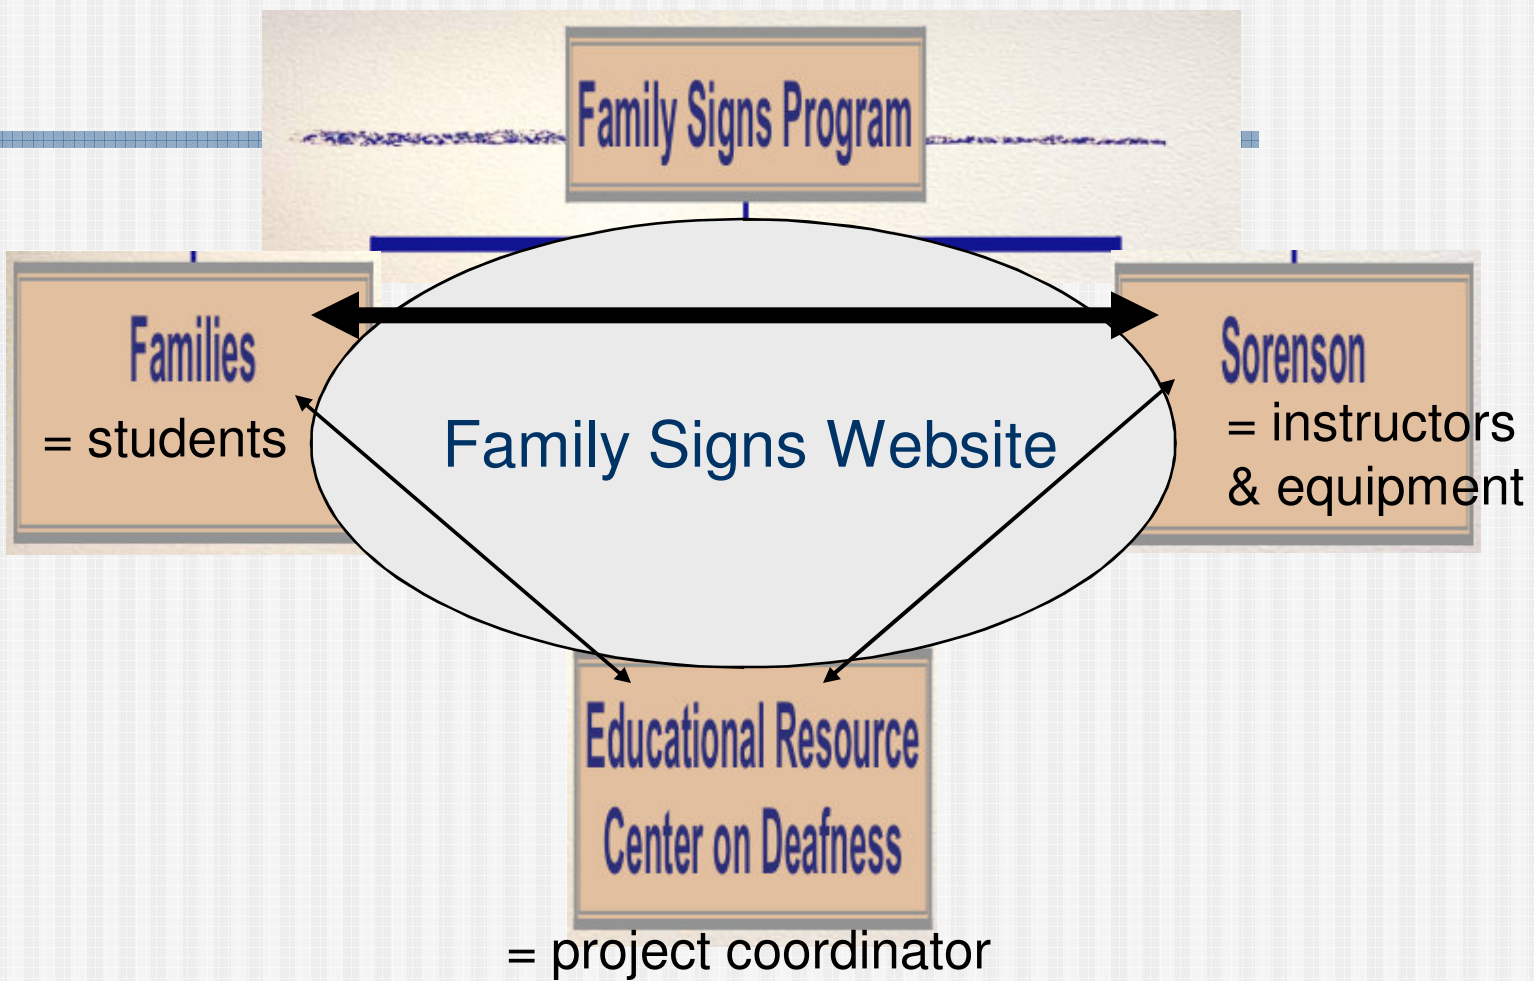 Family Signs Program
Families
= students
Family Signs Website
Sorenson
= instructors
& equipment
Educational Resource
Center on Deafness
= project coordinator